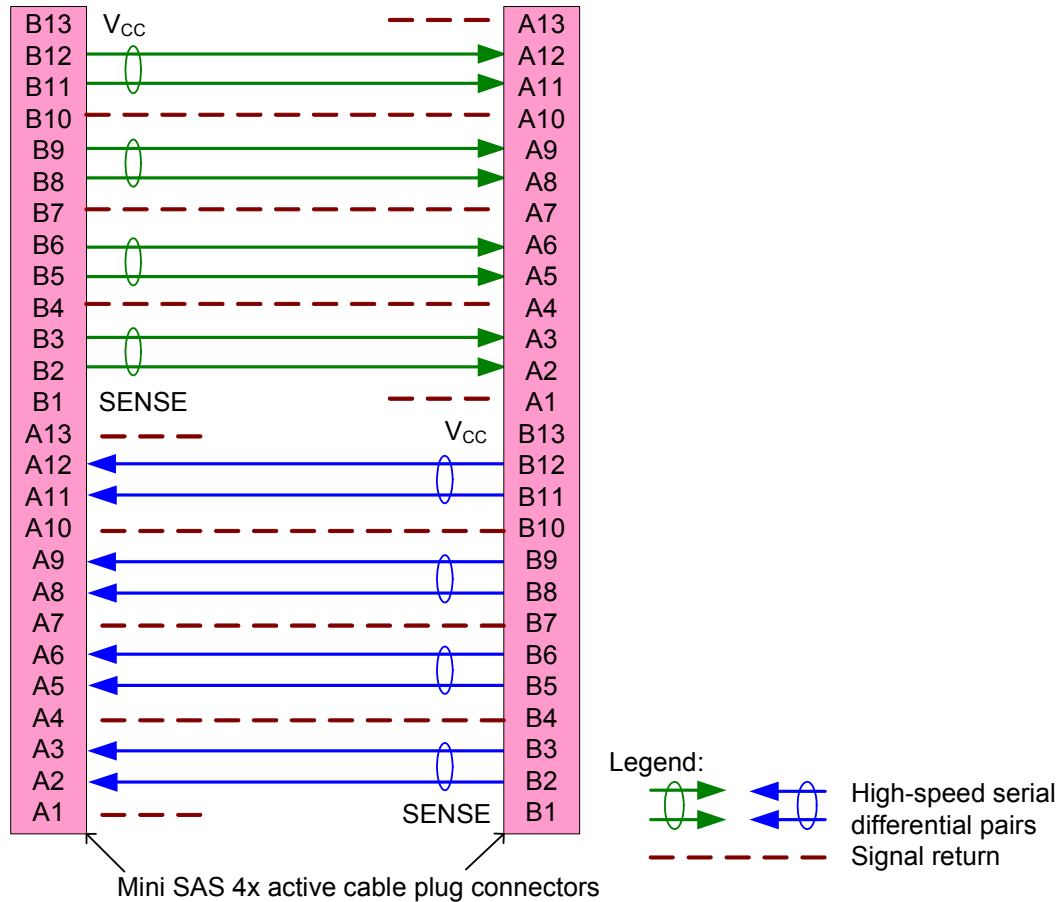 B13 VCC A13
B12 A12
B11 A11
B10 A10
B9 A9
B8 A8
B7 A7
B6 A6
B5 A5
B4 A4
B3 A3
B2 A2
B1 SENSE A1
A13 VCC B13
A12 B12
A11 B11
A10 B10
A9 B9
A8 B8
A7 B7
A6 B6
A5 B5
A4 B4
A3 B3
A2 B2
A1 SENSE B1
Legend:
High-speed serial
differential pairs
Signal return
Mini SAS 4x active cable plug connectors